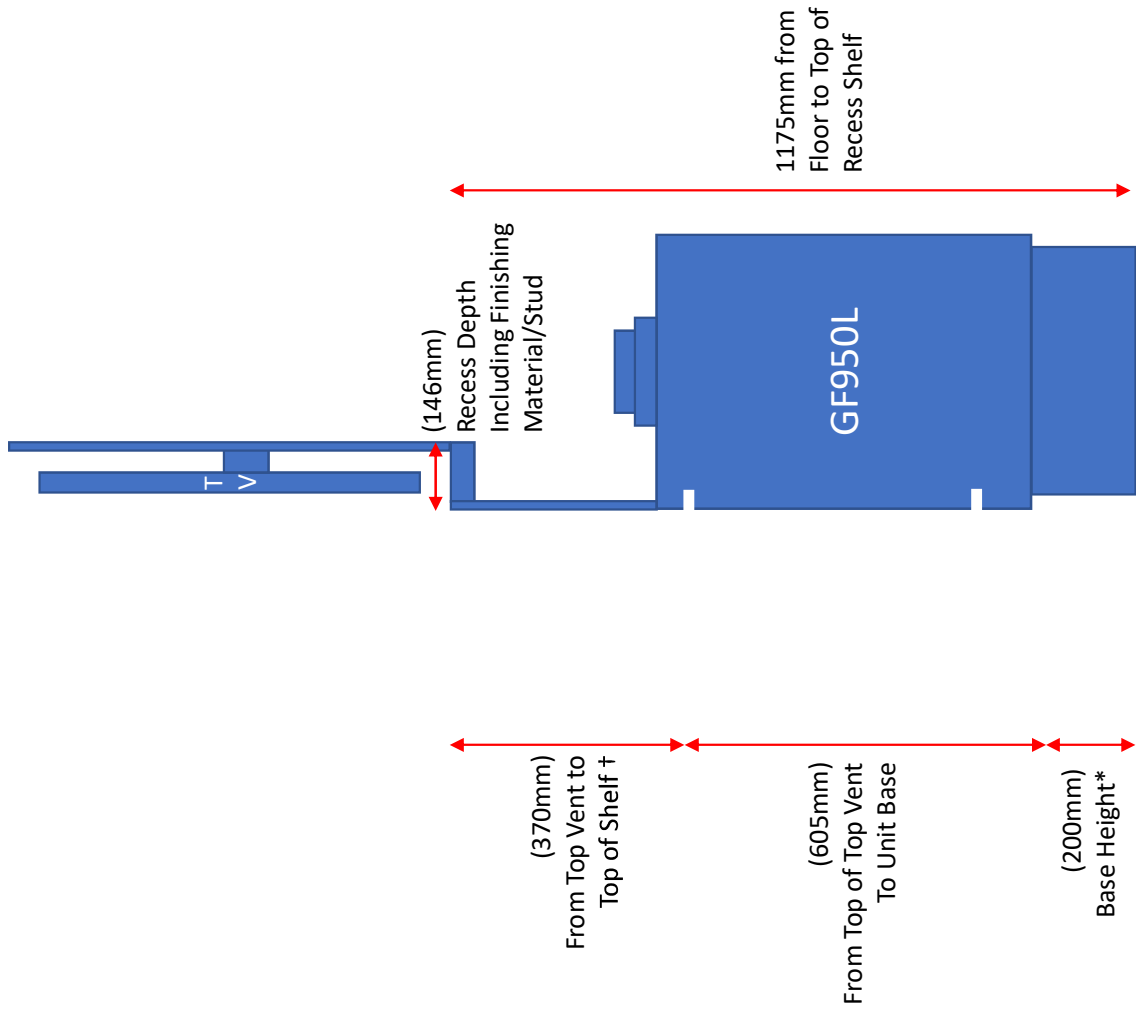 1175mm from
Floor to Top of
Recess Shelf
(146mm)
Recess Depth
Including Finishing
Material/Stud
T
V
GF950L
(370mm)
From Top Vent to
Top of Shelf †
(605mm)
From Top of Top Vent
To Unit Base
(200mm)
Base Height*